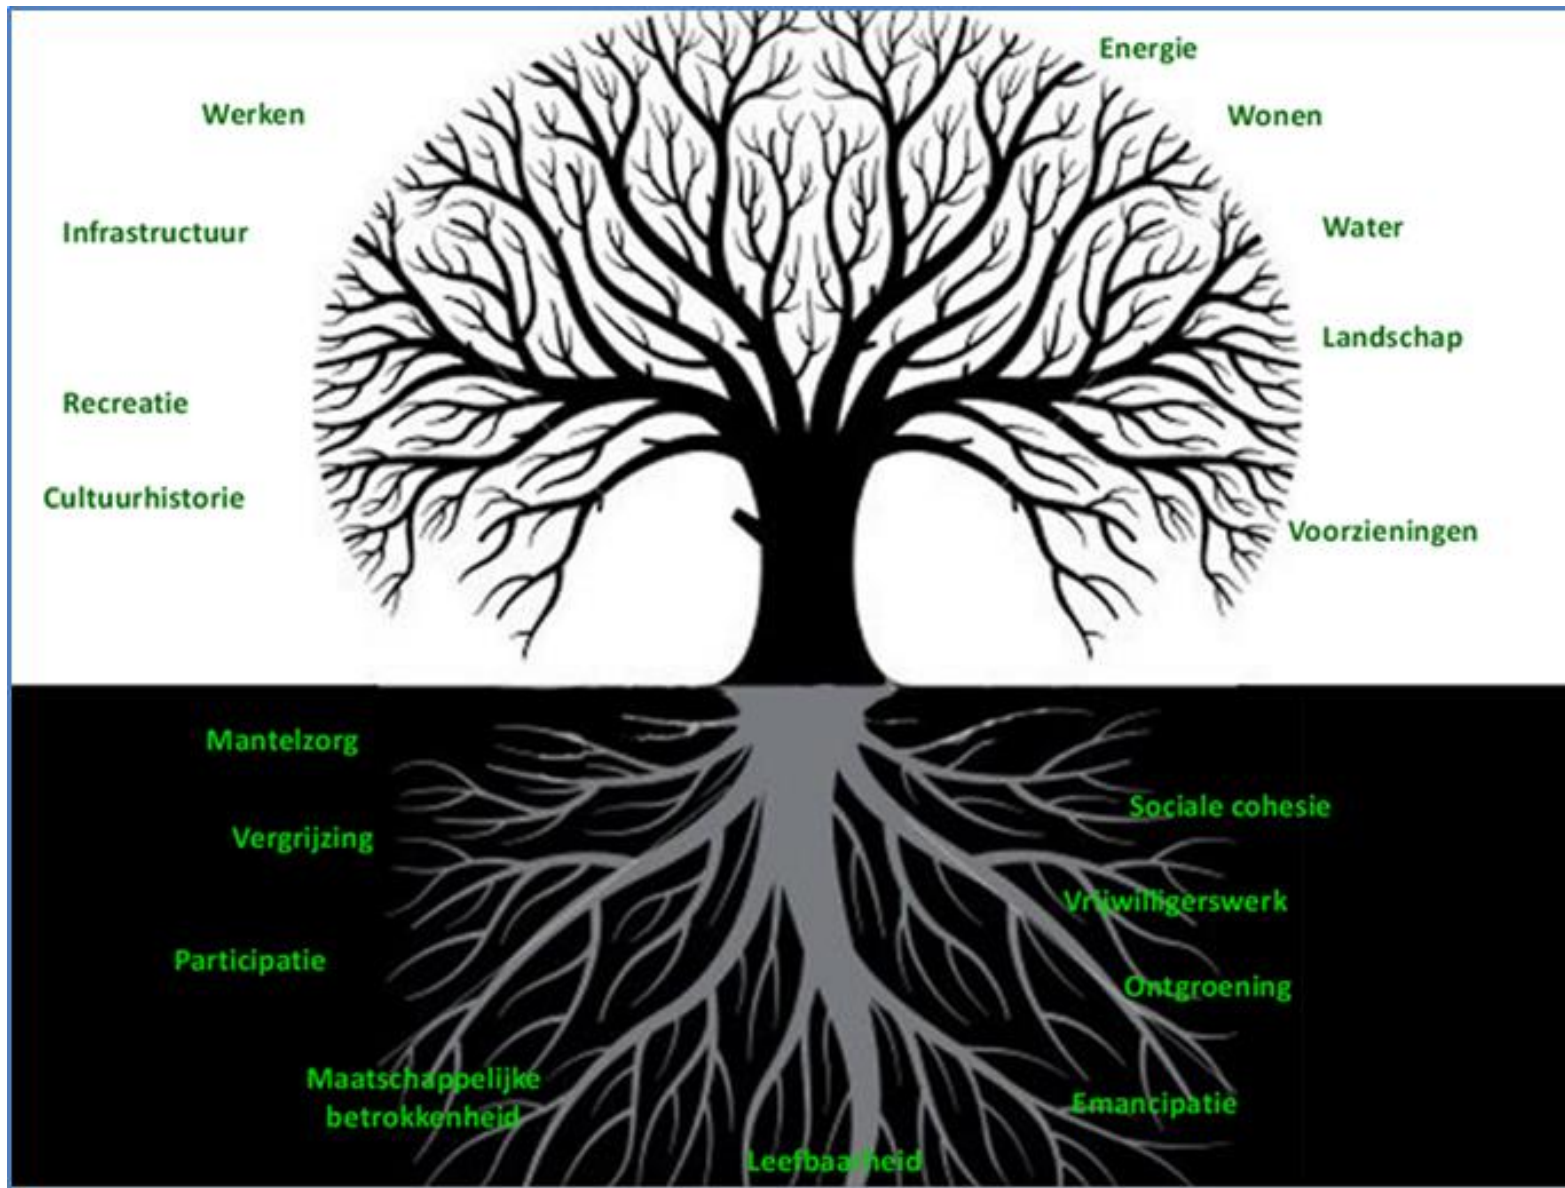 Energie
Werken
Wonen
Infrastructuur
Water
Landschap
Recreatie
Cultuurhistorie
Voorzieningen
Mantelzorg
Sociale cohesie
Vergrijzing
Vrijwilligerswerk
Participatie
Ontgroening
Maatschappelijke
betrokkenheid
Emancipatie
Leefbaarheid